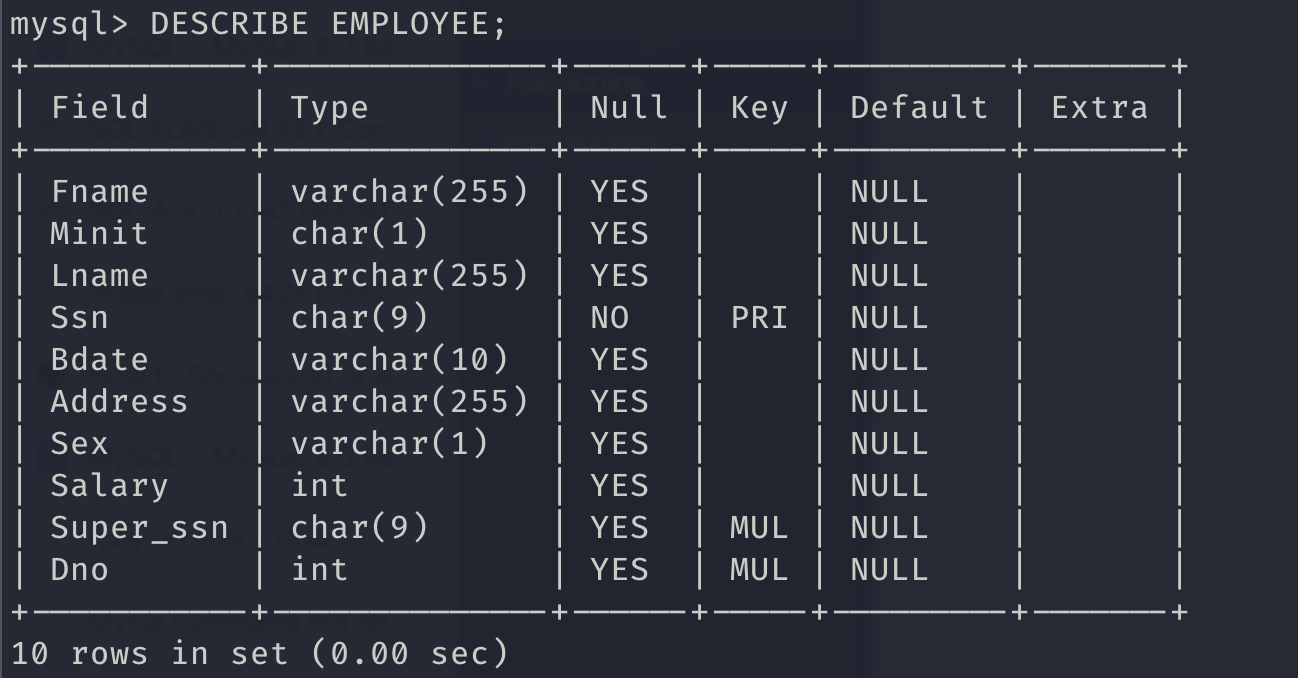 mysql> DESCRIBE EMPLOYEE;
+-----------+--------------+------+-----+---------+-------+
| Field     | Type         | Null | Key | Default | Extra |
+-----------+--------------+------+-----+---------+-------+
| Fname     | varchar(255) | YES  |     | NULL    |       |
| Minit     | char(1)      | YES  |     | NULL    |       |
| Lname     | varchar(255) | YES  |     | NULL    |       |
| Ssn       | char(9)      | NO   | PRI | NULL    |       |
| Bdate     | varchar(10)  | YES  |     | NULL    |       |
| Address   | varchar(255) | YES  |     | NULL    |       |
| Sex       | varchar(1)   | YES  |     | NULL    |       |
| Salary    | int          | YES  |     | NULL    |       |
| Super_ssn | char(9)      | YES  | MUL | NULL    |       |
| Dno       | int          | YES  | MUL | NULL    |       |
+-----------+--------------+------+-----+---------+-------+
10 rows in set (0.00 sec)